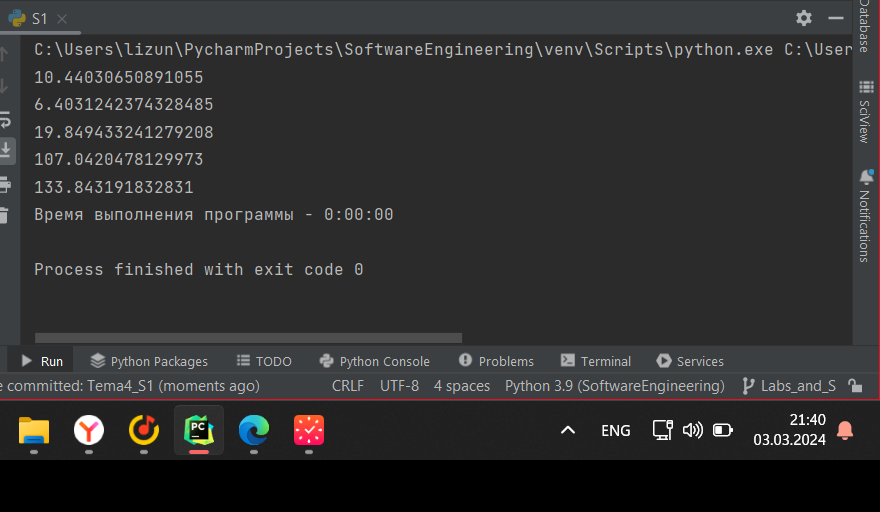 S1
C:\Users\lizun\PycharmProjects\SoftwareEngineering\venv\Scripts\python.exe C:\User
10.44030650891055
6.4031242374328485
19.849433241279208
107.0420478129973
133.843191832831
Время выполнения программы - 0:00:00
Process finished with exit code 0
Database
SciView
Notifications
Run Python Packages TODO Python Console Problems Terminal Services
e committed: Tema4_S1 (moments ago) CRLF UTF-8 4 spaces Python 3.9 (SoftwareEngineering) Labs_and_S
PC ENG 21:40
03.03.2024